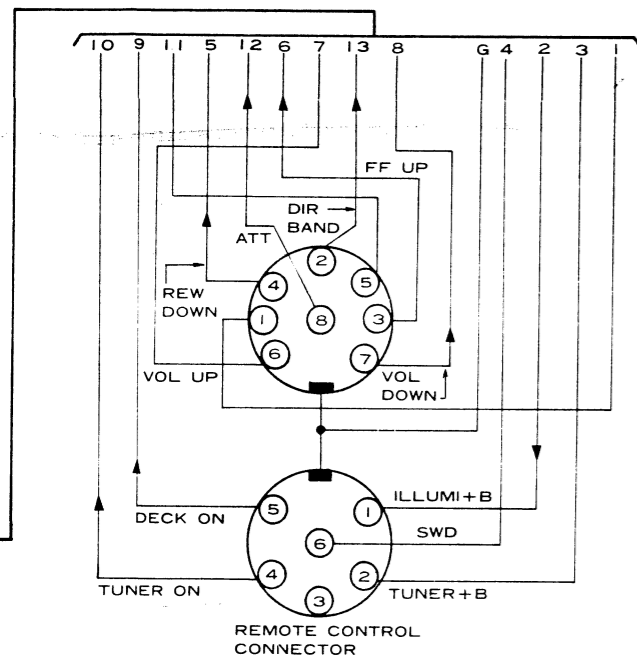 10 9 11 5 12 6 7 13 8 G 4 2 3 1
FF UP
DIR
BAND
ATT
2
4
5
REW
DOWN
1
8
3
6
7
VOL UP
VOL
DOWN
ILLUMI+B
5
1
DECK ON
SWD
6
4
2
TUNER ON
TUNER+B
3
REMOTE CONTROL
CONNECTOR